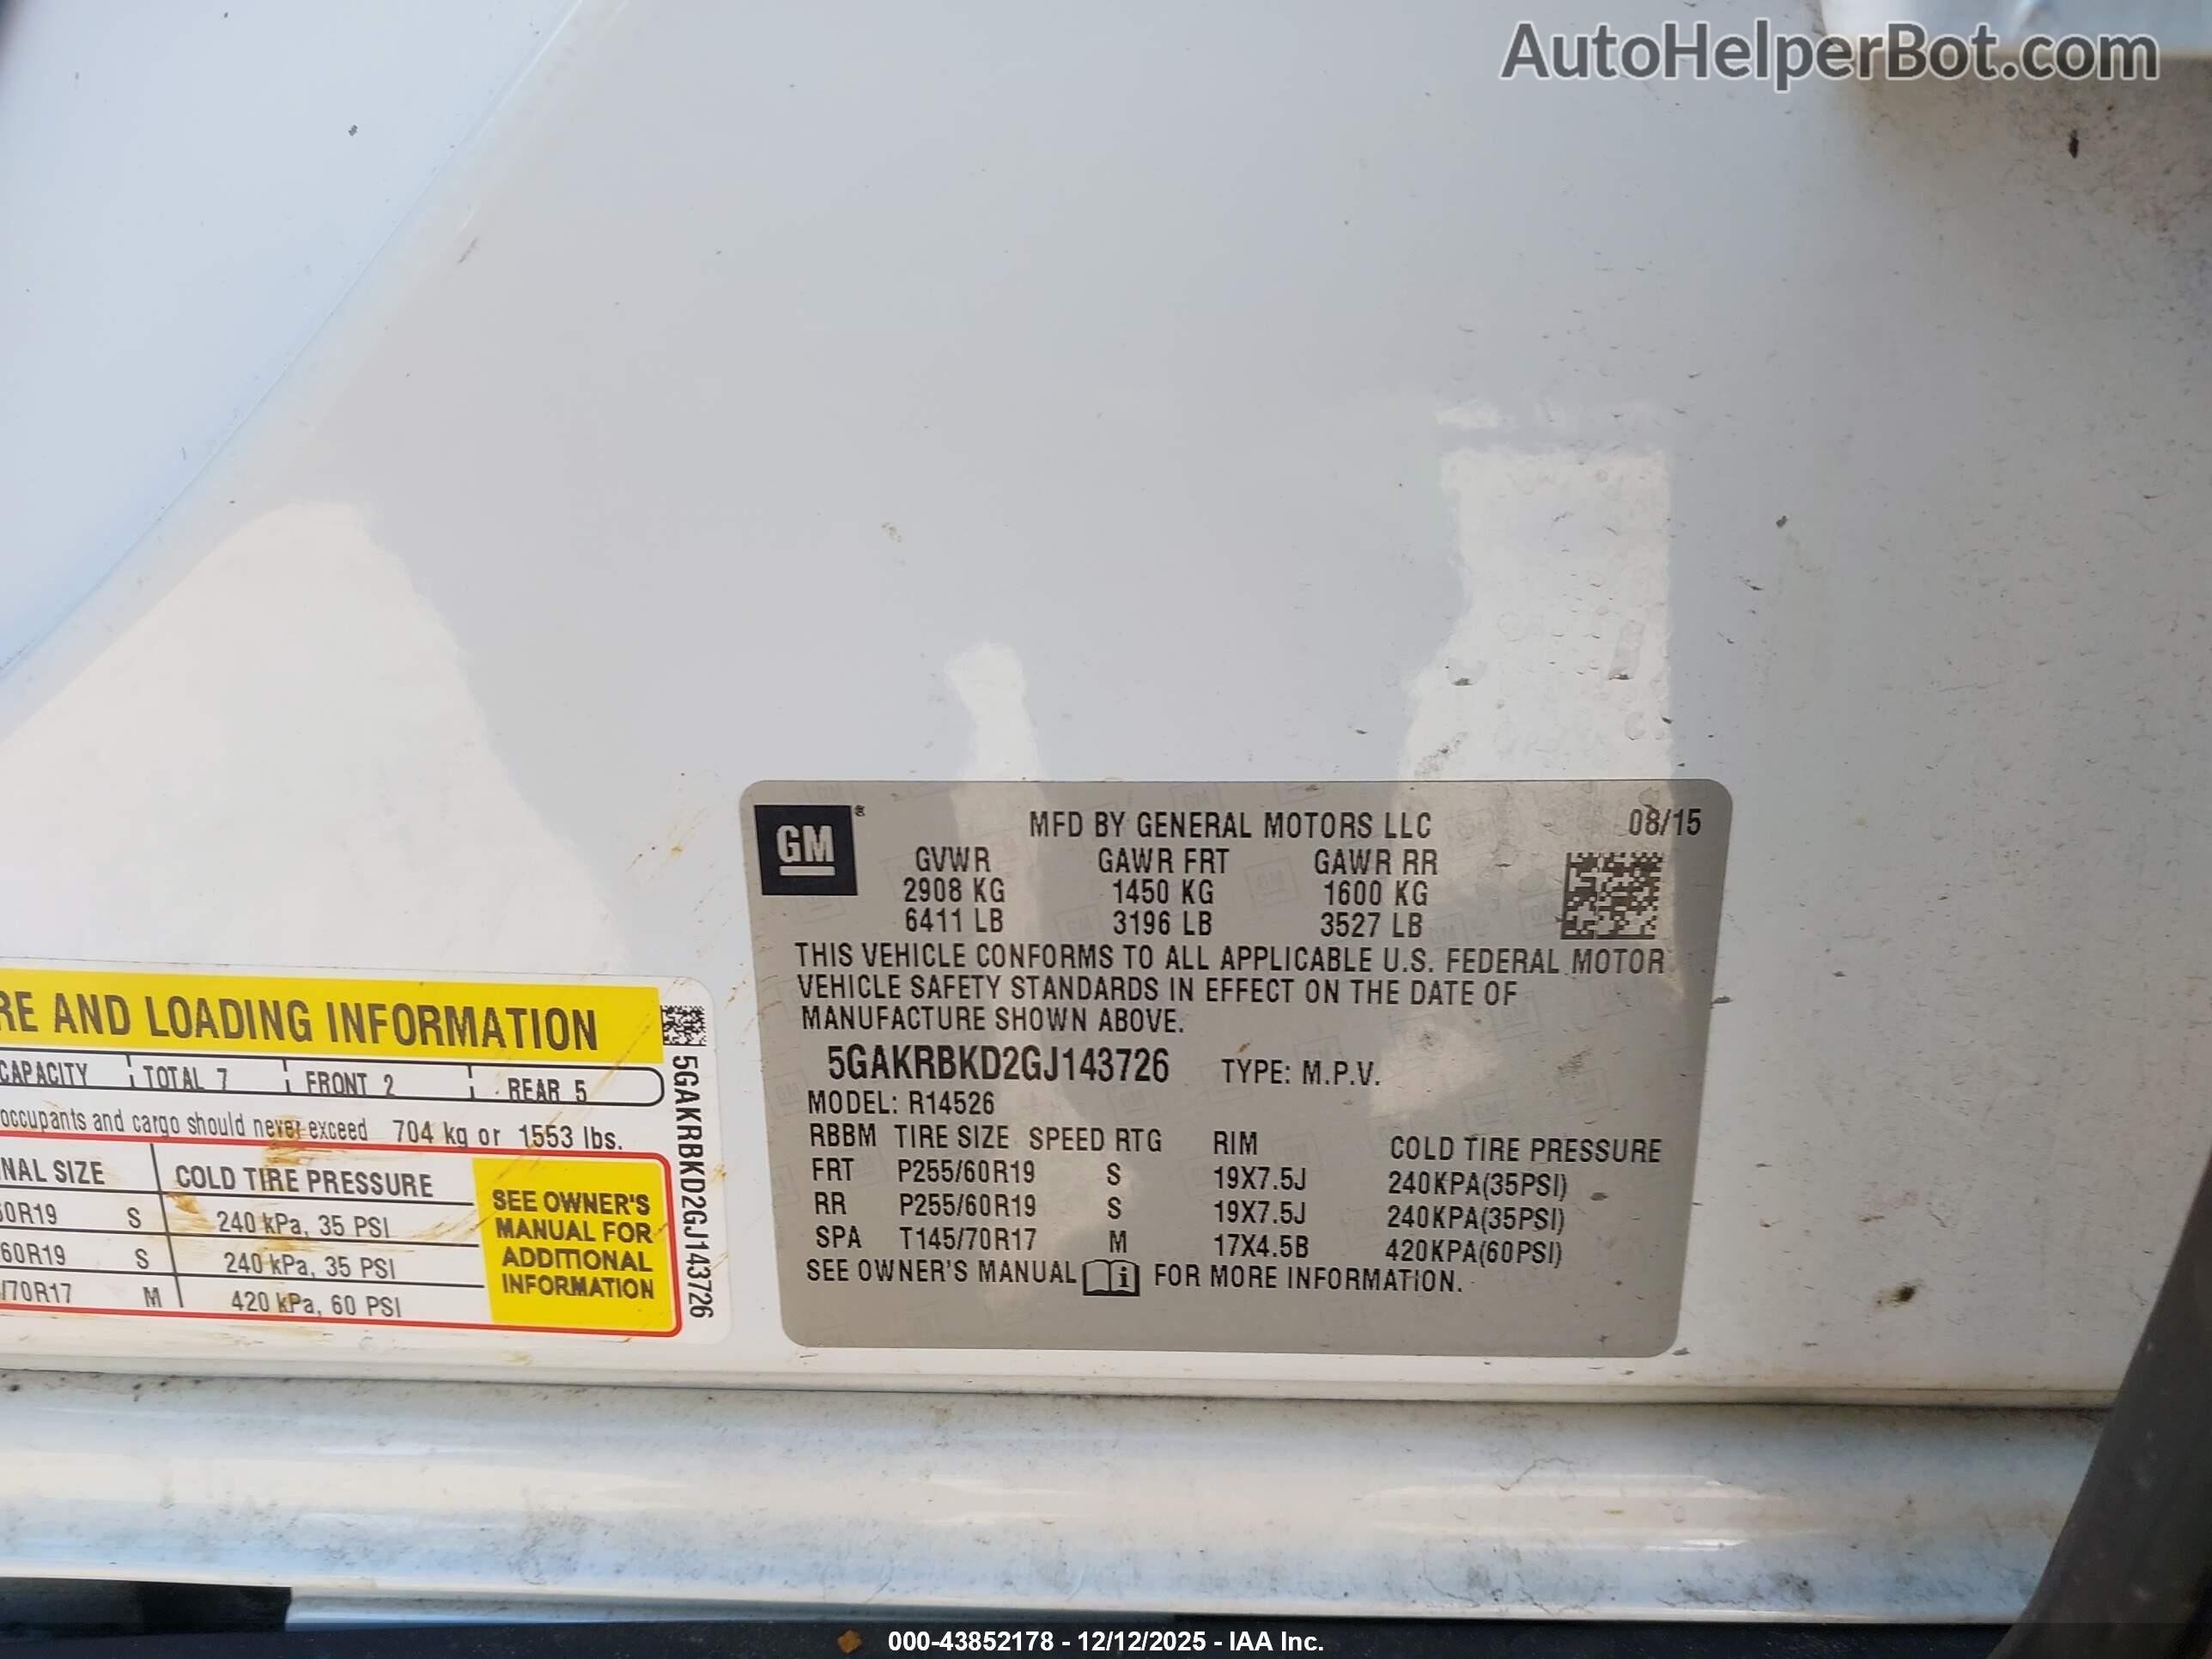 AutoHelperBot.com
GM
®
MFD BY GENERAL MOTORS LLC 08/15
GVWR GAWR FRT GAWR RR
2908 KG 1450 KG 1600 KG
6411 LB 3196 LB 3527 LB
THIS VEHICLE CONFORMS TO ALL APPLICABLE U.S. FEDERAL MOTOR
VEHICLE SAFETY STANDARDS IN EFFECT ON THE DATE OF
MANUFACTURE SHOWN ABOVE.
5GAKRBKD2GJ143726 TYPE: M.P.V.
MODEL: R14526
RBBM TIRE SIZE SPEED RTG RIM COLD TIRE PRESSURE
FRT P255/60R19 S 19X7.5J 240KPA(35PSI)
RR P255/60R19 S 19X7.5J 240KPA(35PSI)
SPA T145/70R17 M 17X4.5B 420KPA(60PSI)
SEE OWNER'S MANUAL i FOR MORE INFORMATION.
RE AND LOADING INFORMATION
CAPACITY TOTAL 7 FRONT 2 REAR 5
occupants and cargo should never exceed 704 kg or 1553 lbs.
NAL SIZE COLD TIRE PRESSURE
60R19 S 240 kPa, 35 PSI
60R19 S 240 kPa, 35 PSI
/70R17 M 420 kPa, 60 PSI
SEE OWNER'S
MANUAL FOR
ADDITIONAL
INFORMATION
5GAKRBKD2GJ143726
000-43852178 - 12/12/2025 - IAA Inc.